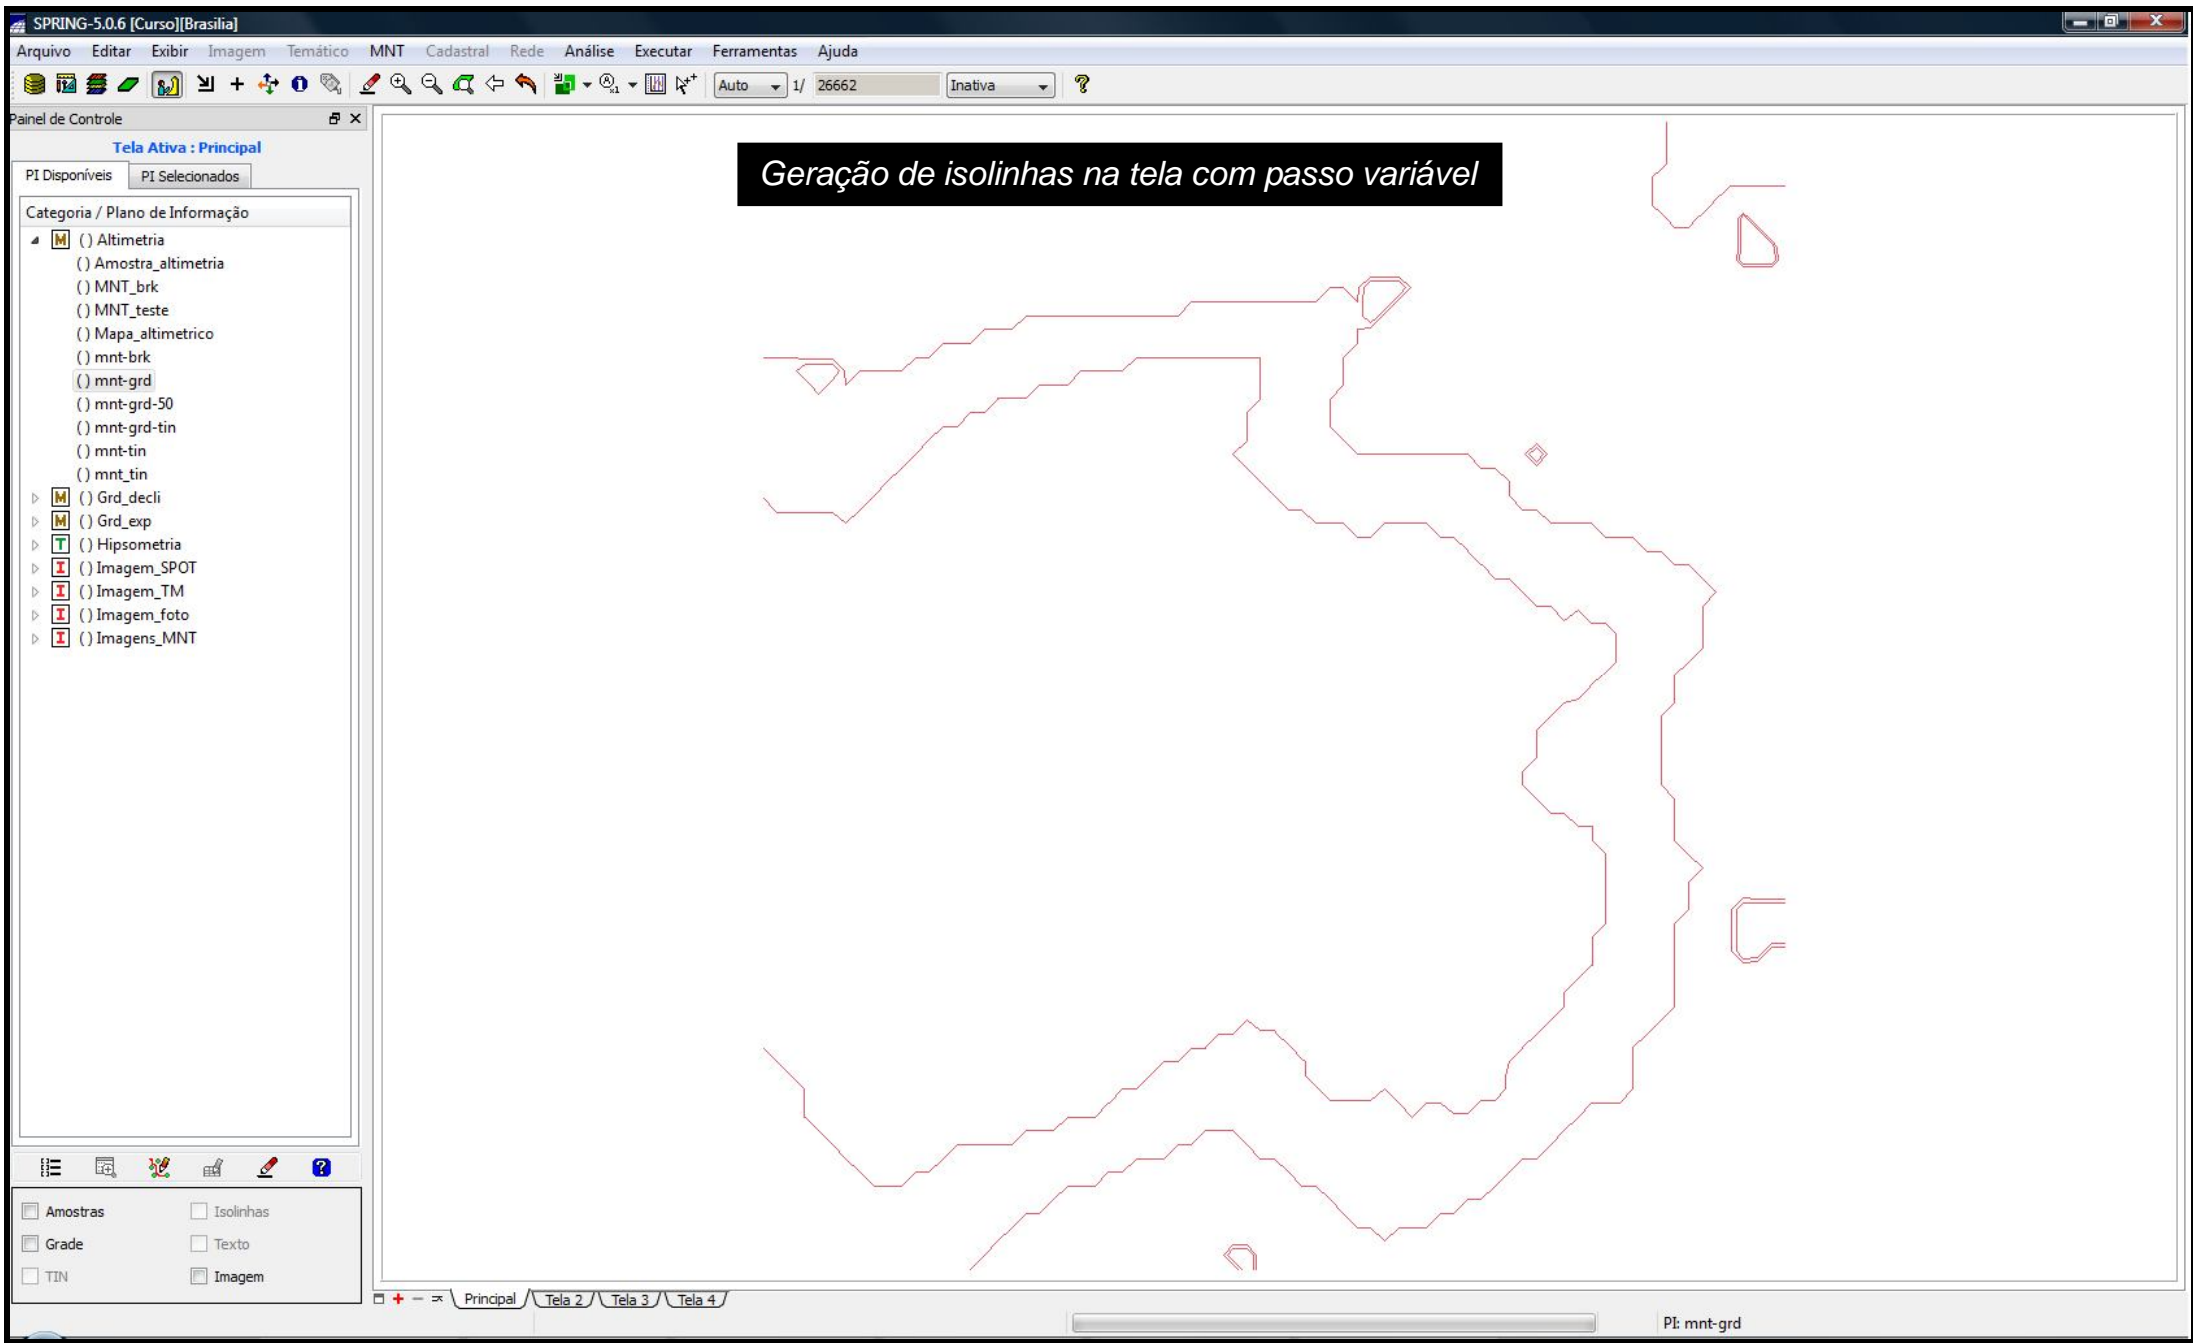 SPRING-5.0.6 [Curso][Brasilia]
Arquivo Editar Exibir Imagem Temático MNT Cadastral Rede Análise Executar Ferramentas Ajuda
Auto 1/ 26662 Inativa
Painel de Controle
Tela Ativa : Principal
PI Disponíveis PI Selecionados
Geração de isolinhas na tela com passo variável
Categoria / Plano de Informação
M () Altimetria
() Amostra_altimetria
() MNT_brk
() MNT_teste
() Mapa_altimetrico
() mnt-brk
() mnt-grd
() mnt-grd-50
() mnt-grd-tin
() mnt-tin
() mnt_tin
M () Grd_decli
M () Grd_exp
T () Hipsometria
I () Imagem_SPOT
I () Imagem_TM
I () Imagem_foto
I () Imagens_MNT
Amostras Isolinhas
Grade Texto
TIN Imagem
Principal Tela 2 Tela 3 Tela 4
PI: mnt-grd